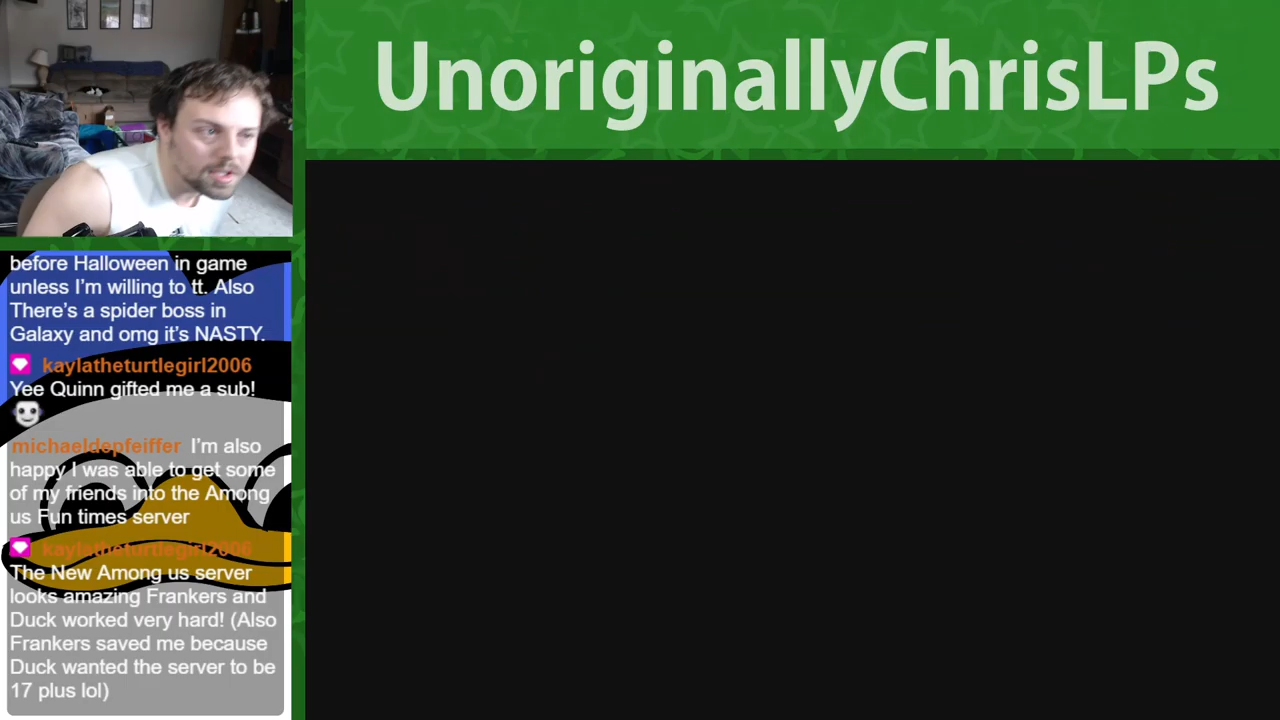 UnoriginallyChrisLPs
before Halloween in game
unless I'm willing to tt. Also
There's a spider boss in
Galaxy and omg it's NASTY.
kaylatheturtlegirl2006
Yee Quinn gifted me a sub!
michaeldepfeiffer I'm also
happy I was able to get some
of my friends into the Among
us Fun times server
kaylatheturtlegirl2006
The New Among us server
looks amazing Frankers and
Duck worked very hard! (Also
Frankers saved me because
Duck wanted the server to be
17 plus lol)